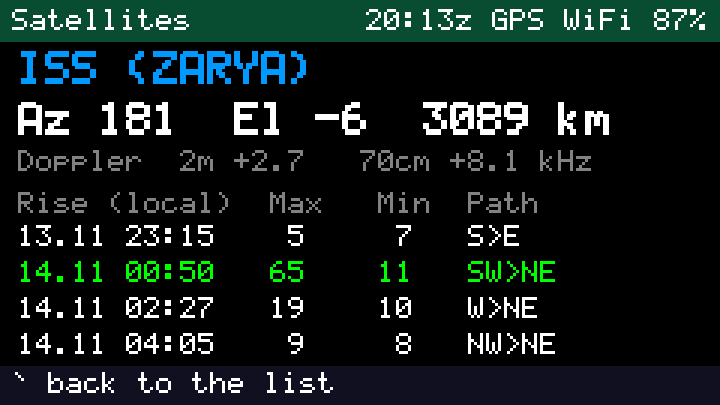 Satellites 20:13z GPS WiFi 87%
ISS (ZARYA)
Az 181 El -6 3089 km
Doppler 2m +2.7 70cm +8.1 kHz
Rise (local) Max Min Path
13.11 23:15 5 7 S>E
14.11 00:50 65 11 SW>NE
14.11 02:27 19 10 W>NE
14.11 04:05 9 8 NW>NE
` back to the list